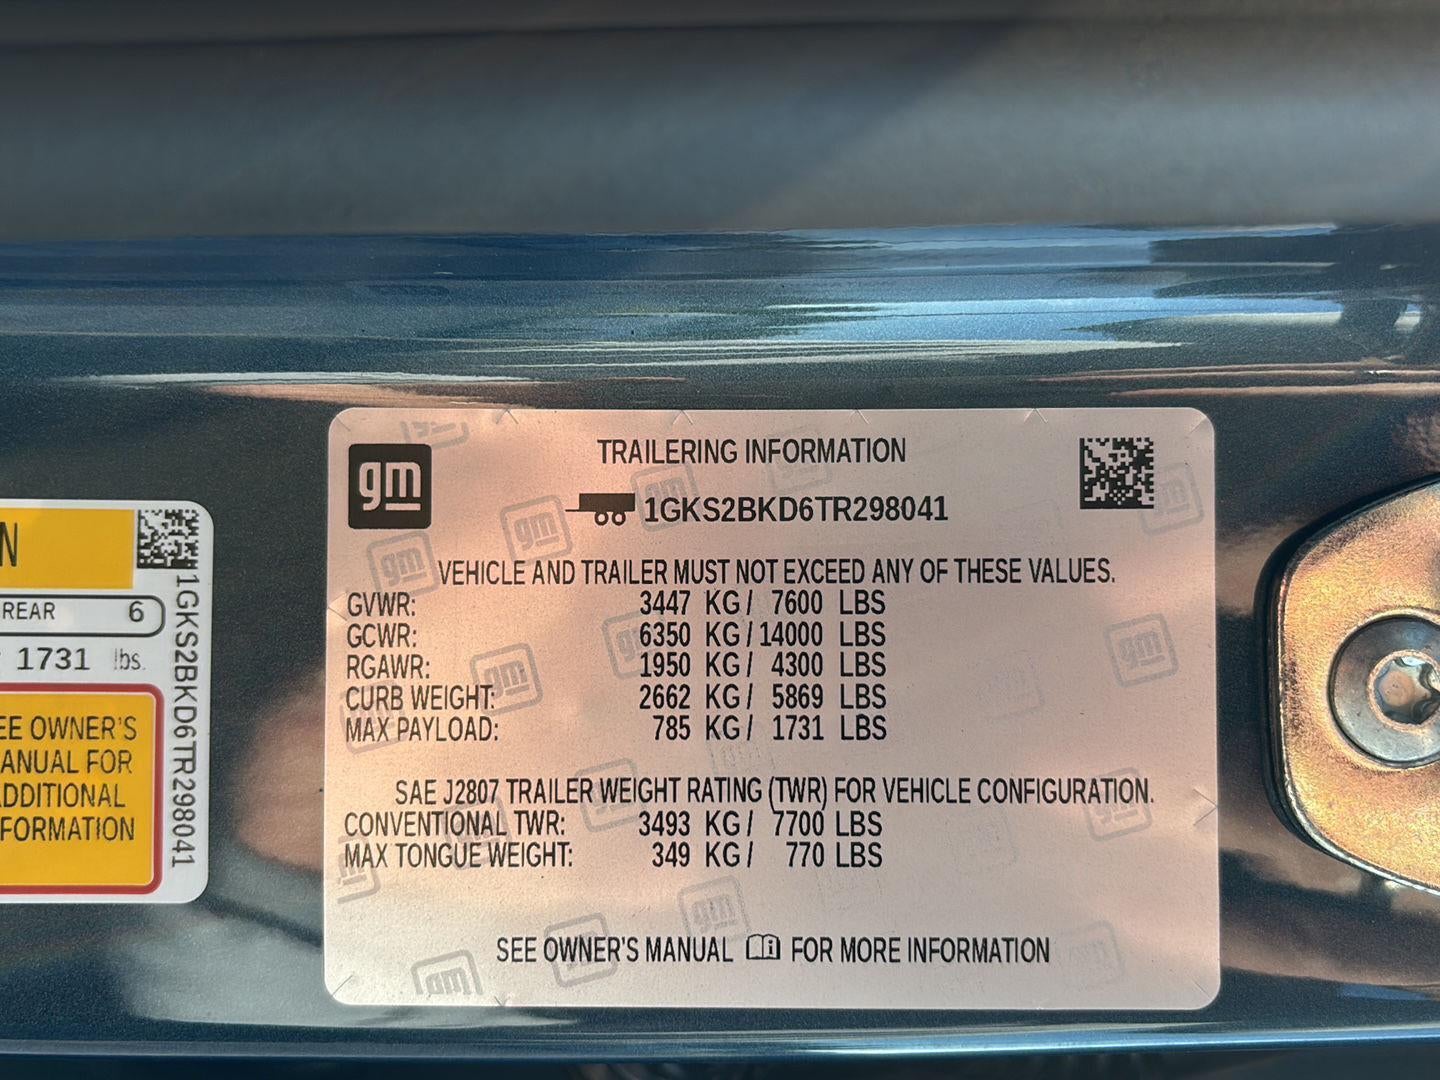 gm
TRAILERING INFORMATION
1GKS2BKD6TR298041
VEHICLE AND TRAILER MUST NOT EXCEED ANY OF THESE VALUES.
GVWR: 3447 KG / 7600 LBS
GCWR: 6350 KG / 14000 LBS
RGAWR: 1950 KG / 4300 LBS
CURB WEIGHT: 2662 KG / 5869 LBS
MAX PAYLOAD: 785 KG / 1731 LBS
SAE J2807 TRAILER WEIGHT RATING (TWR) FOR VEHICLE CONFIGURATION.
CONVENTIONAL TWR: 3493 KG / 7700 LBS
MAX TONGUE WEIGHT: 349 KG / 770 LBS
SEE OWNER'S MANUAL FOR MORE INFORMATION
N
REAR 6
1731 lbs.
EE OWNER'S
ANUAL FOR
ADDITIONAL
FORMATION
1GKS2BKD6TR298041